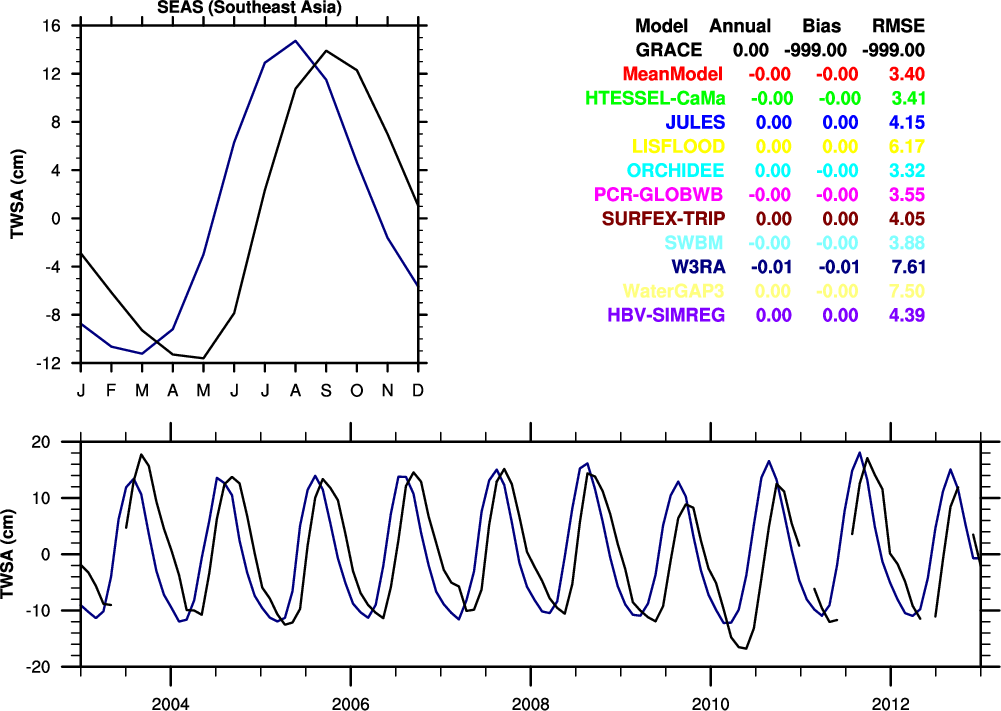 SEAS (Southeast Asia)
16
12
8
4
0
-4
-8
-12
TWSA (cm)
J F M A M J J A S O N D
Model Annual Bias RMSE
GRACE 0.00 -999.00 -999.00
MeanModel -0.00 -0.00 3.40
HTESSEL-CaMa -0.00 -0.00 3.41
JULES 0.00 0.00 4.15
LISFLOOD 0.00 0.00 6.17
ORCHIDEE 0.00 -0.00 3.32
PCR-GLOBWB -0.00 -0.00 3.55
SURFEX-TRIP 0.00 0.00 4.05
SWBM -0.00 -0.00 3.88
W3RA -0.01 -0.01 7.61
WaterGAP3 0.00 -0.00 7.50
HBV-SIMREG 0.00 0.00 4.39
20
10
0
-10
-20
TWSA (cm)
2004 2006 2008 2010 2012